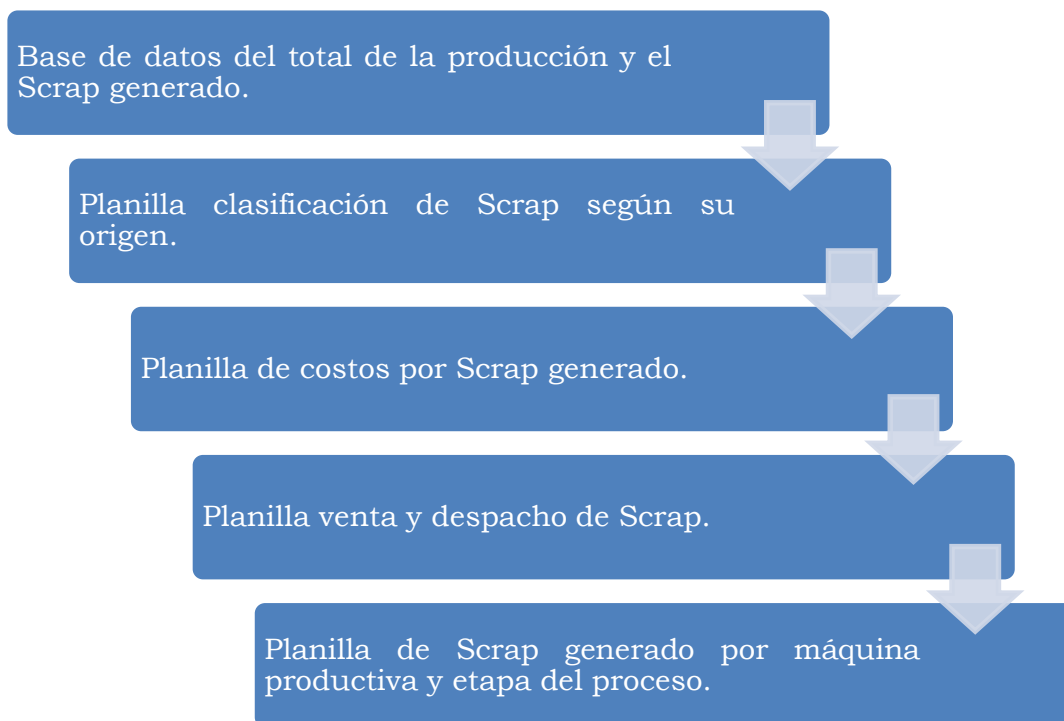 Base de datos del total de la producción y el
Scrap generado.
Planilla clasificación de Scrap según su
origen.
Planilla de costos por Scrap generado.
Planilla venta y despacho de Scrap.
Planilla de Scrap generado por máquina
productiva y etapa del proceso.